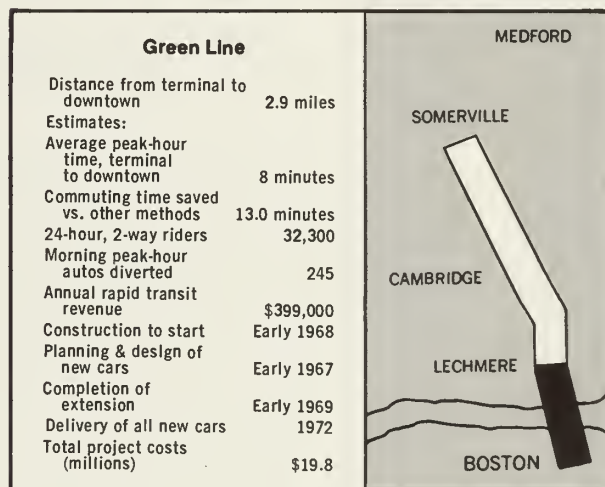 Green Line
Distance from terminal to
downtown 2.9 miles
Estimates:
Average peak-hour
time, terminal
to downtown 8 minutes
Commuting time saved
vs. other methods 13.0 minutes
24-hour, 2-way riders 32,300
Morning peak-hour
autos diverted 245
Annual rapid transit
revenue $399,000
Construction to start Early 1968
Planning & design of
new cars Early 1967
Completion of
extension Early 1969
Delivery of all new cars 1972
Total project costs
(millions) $19.8
MEDFORD
SOMERVILLE
CAMBRIDGE
LECHMERE
BOSTON